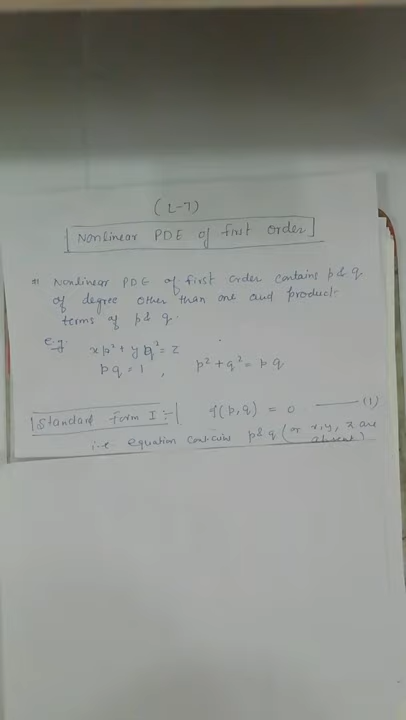 (L-7)
Nonlinear PDE of first order
Nonlinear PDE of first order contains p & q
of degree other than one and product
terms of p & q.
e.g. xp² + yq² = z
pq = 1 , p² + q² = pq
Standard form I :- f(p,q) = 0 —— (1)
i.e. equation contains p & q (or x, y, z are
absent)